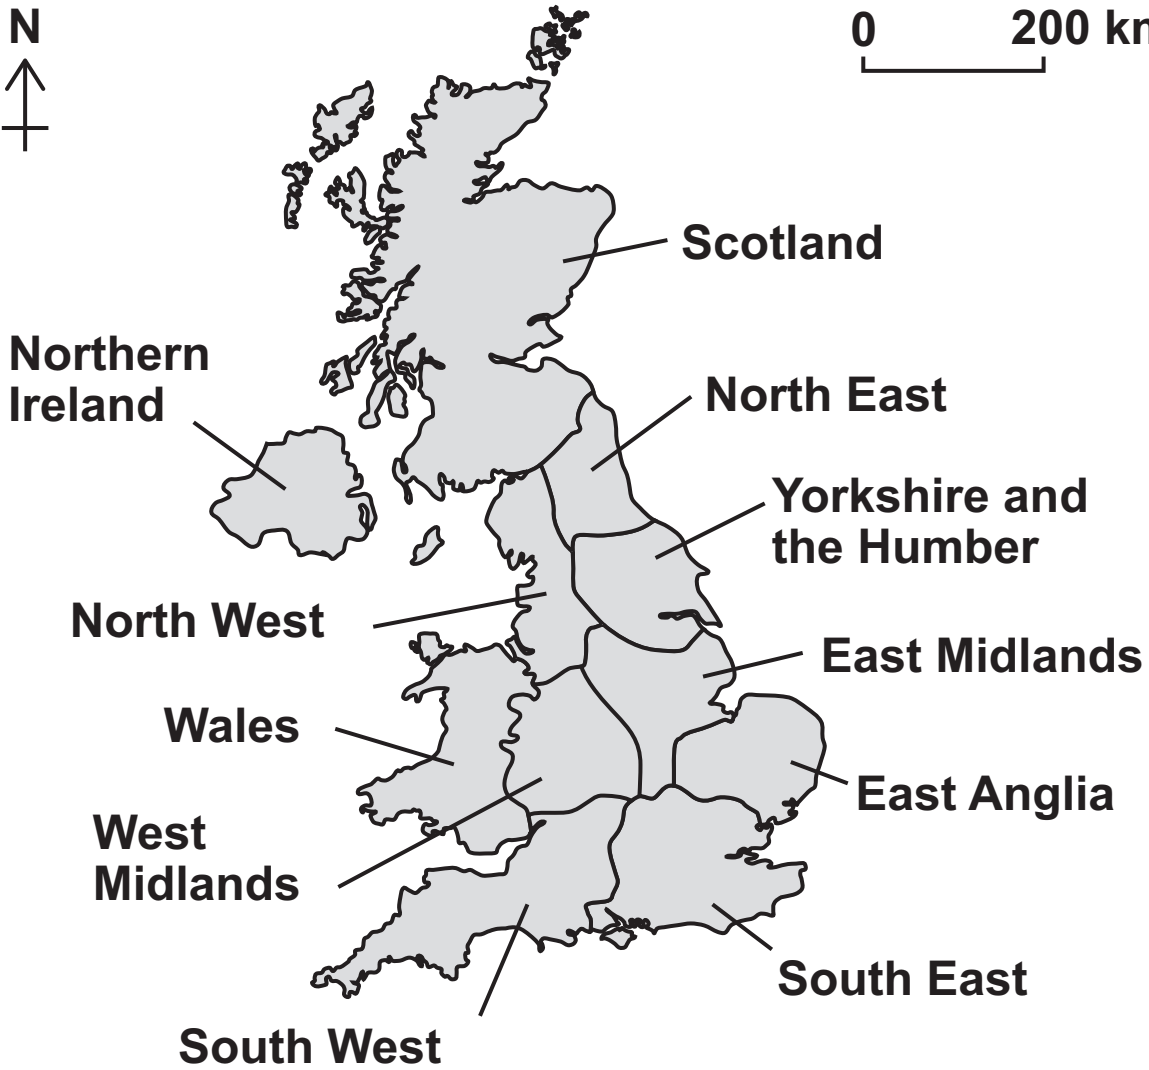 N
0 200 km
Scotland
Northern
Ireland
North East
Yorkshire and
the Humber
North West
East Midlands
Wales
East Anglia
West
Midlands
South East
South West